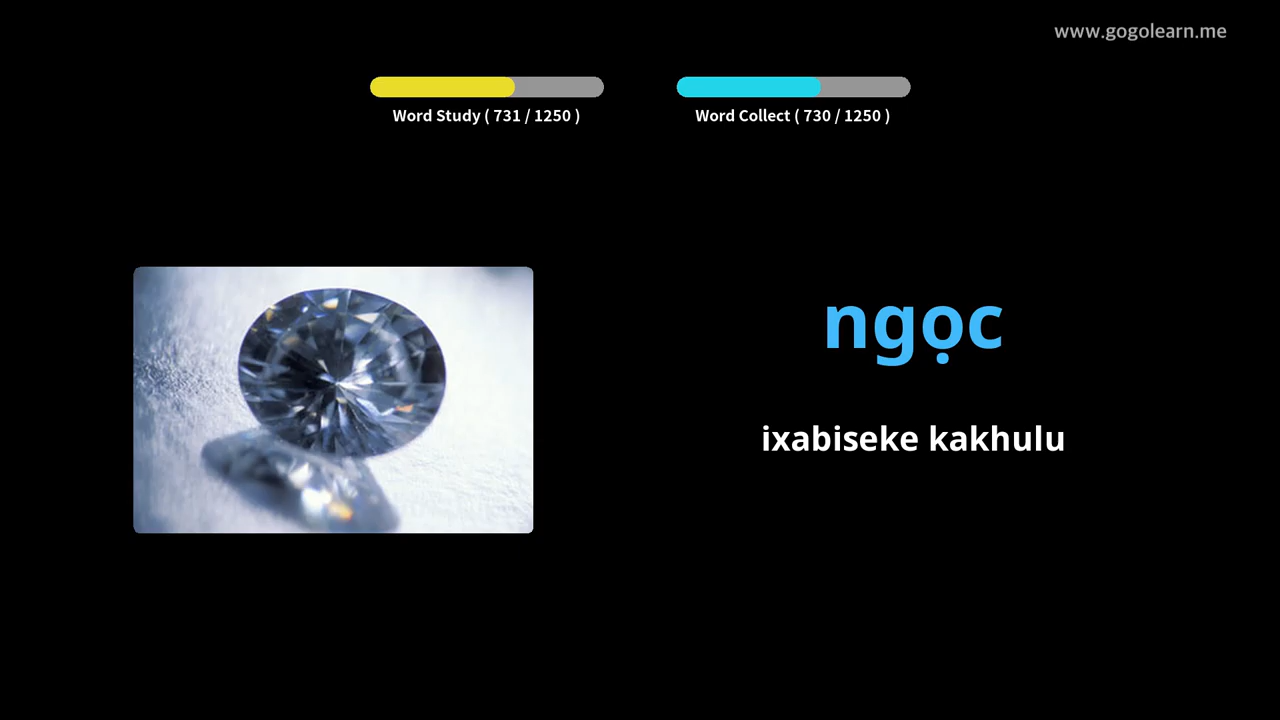 www.gogolearn.me
Word Study ( 731 / 1250 )
Word Collect ( 730 / 1250 )
ngọc
ixabiseke kakhulu